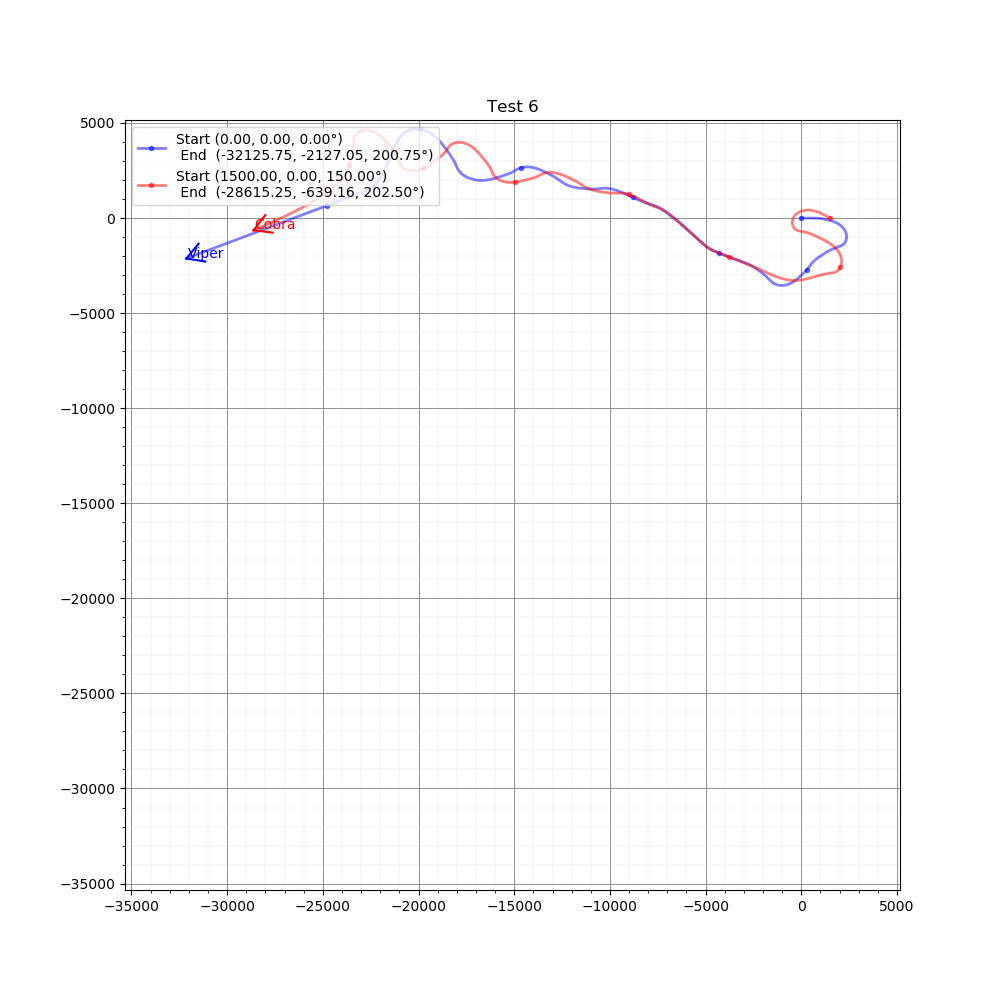 Test 6
Start (0.00, 0.00, 0.00°)
End  (-32125.75, -2127.05, 200.75°)
Start (1500.00, 0.00, 150.00°)
End  (-28615.25, -639.16, 202.50°)
Cobra
Viper
5000
0
−5000
−10000
−15000
−20000
−25000
−30000
−35000
−35000 −30000 −25000 −20000 −15000 −10000 −5000 0 5000